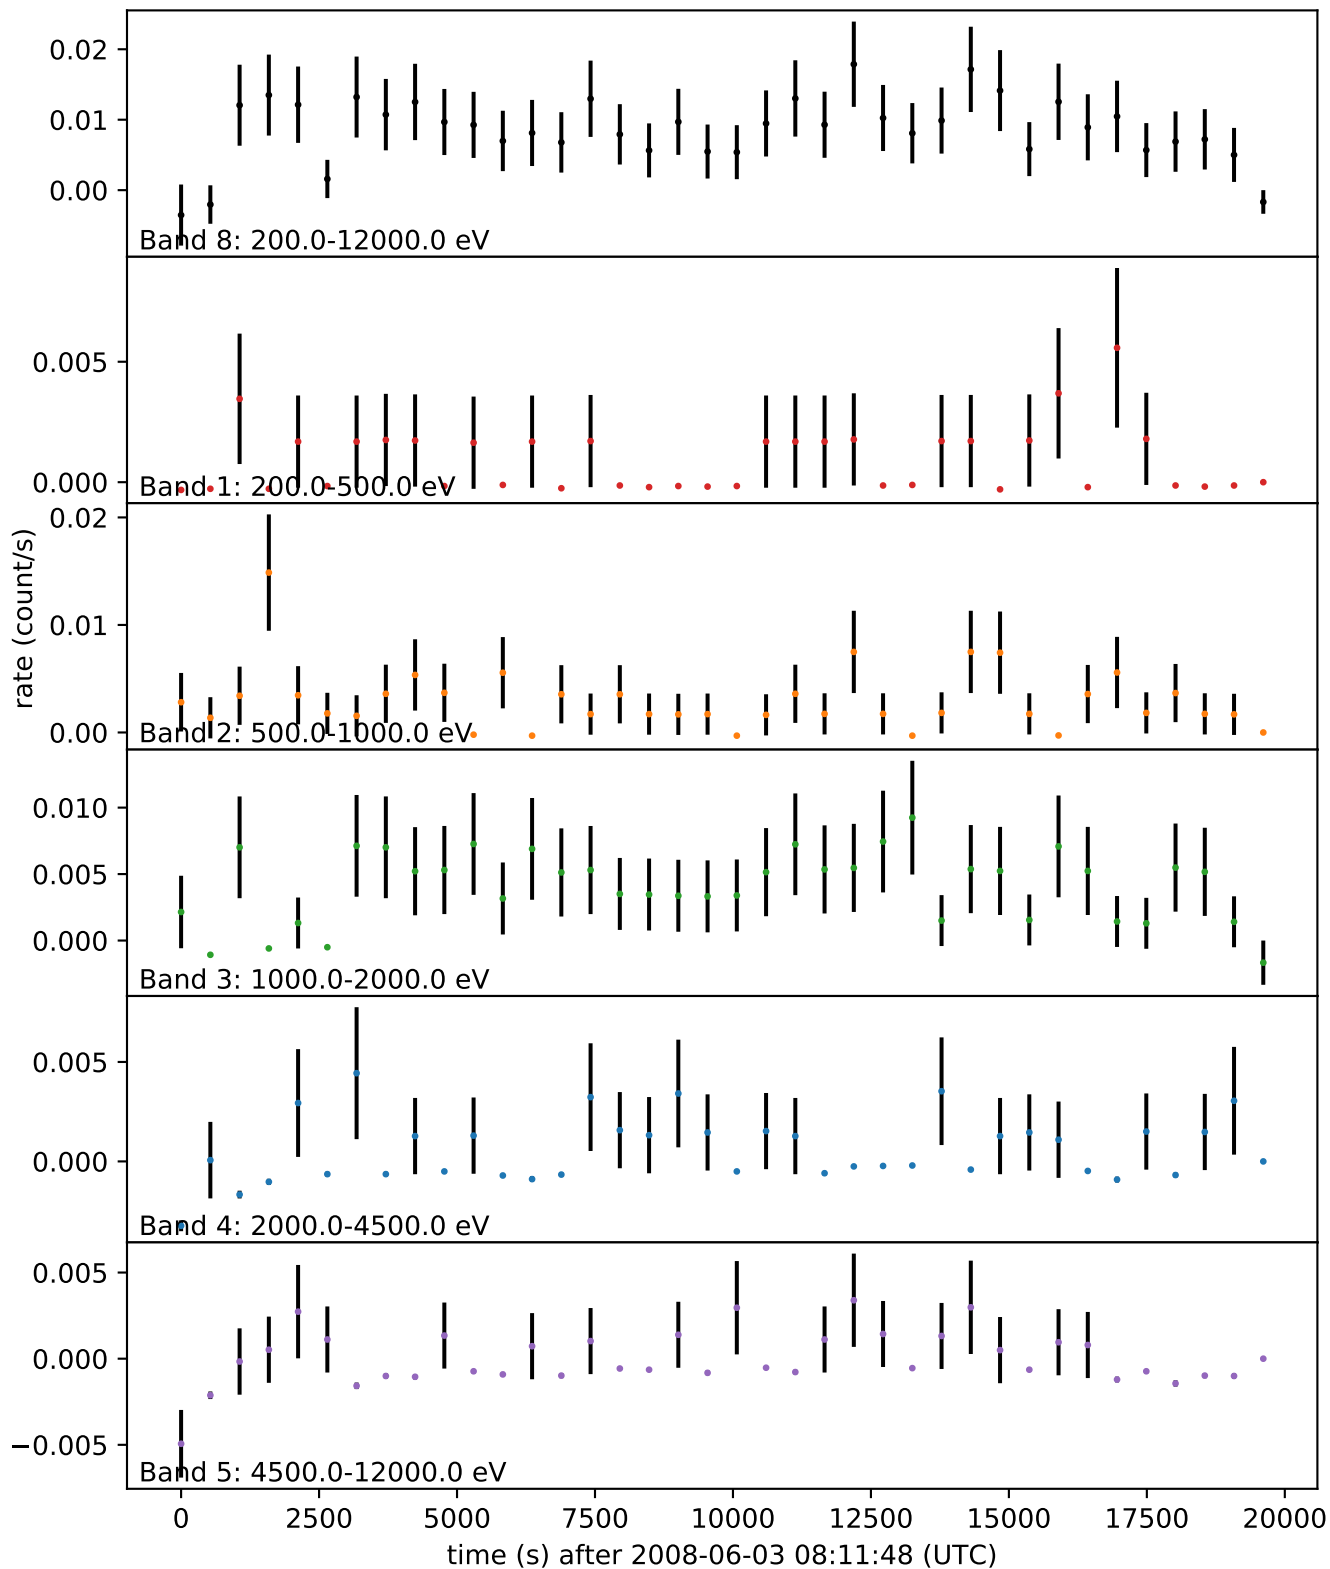 0.02
0.01
0.00
Band 8: 200.0-12000.0 eV
0.005
0.000
Band 1: 200.0-500.0 eV
rate (count/s)
0.02
0.01
0.00
Band 2: 500.0-1000.0 eV
0.010
0.005
0.000
Band 3: 1000.0-2000.0 eV
0.005
0.000
Band 4: 2000.0-4500.0 eV
0.005
0.000
−0.005
Band 5: 4500.0-12000.0 eV
0 2500 5000 7500 10000 12500 15000 17500 20000
time (s) after 2008-06-03 08:11:48 (UTC)